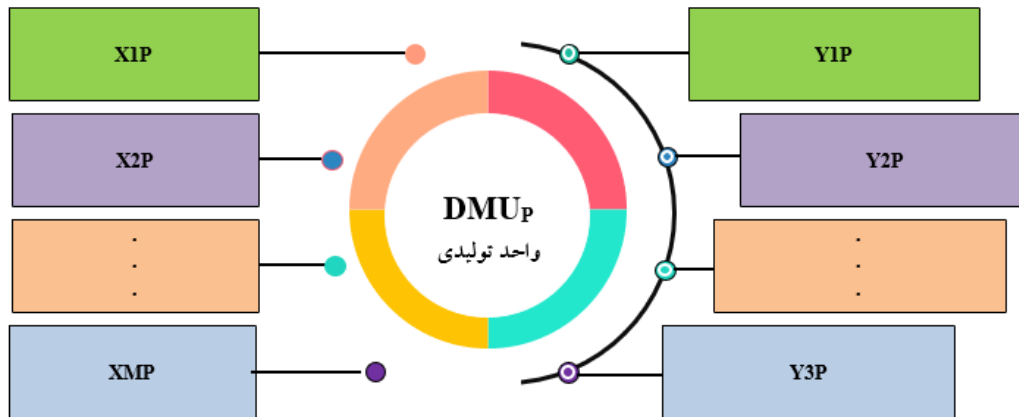 X1P
X2P
.
.
.
XMP
DMUP
واحد تولیدی
Y1P
Y2P
.
.
.
Y3P